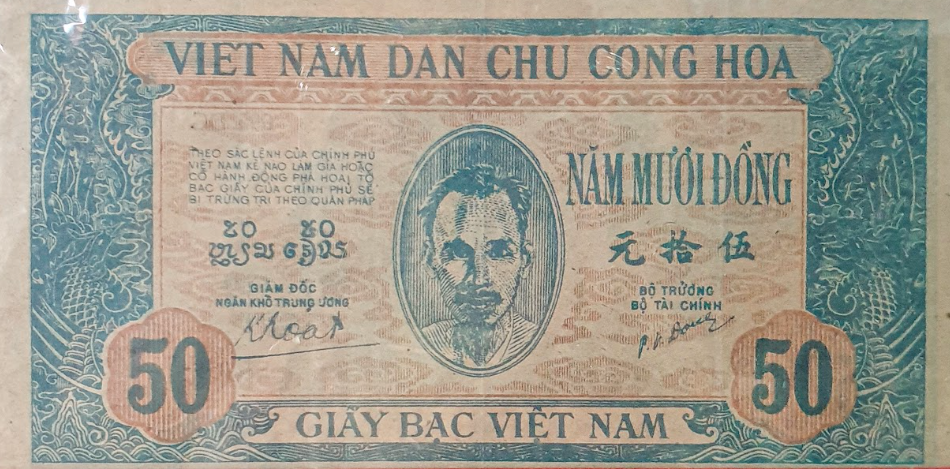 VIET NAM DAN CHU CONG HOA
THEO SẮC LỆNH CỦA CHÍNH PHỦ
VIỆT NAM KẺ NÀO LÀM GIẢ HOẶC
CÓ HÀNH ĐỘNG PHÁ HOẠI TỜ
BẠC GIẤY CỦA CHÍNH PHỦ SẼ
BỊ TRỪNG TRỊ THEO QUÂN PHÁP
GIÁM ĐỐC
NGÂN KHỐ TRUNG ƯƠNG
Khoat
NĂM MƯƠI ĐỒNG
元拾伍
BỘ TRƯỞNG
BỘ TÀI CHÍNH
P.V. Dong
50
50
GIẤY BẠC VIỆT NAM